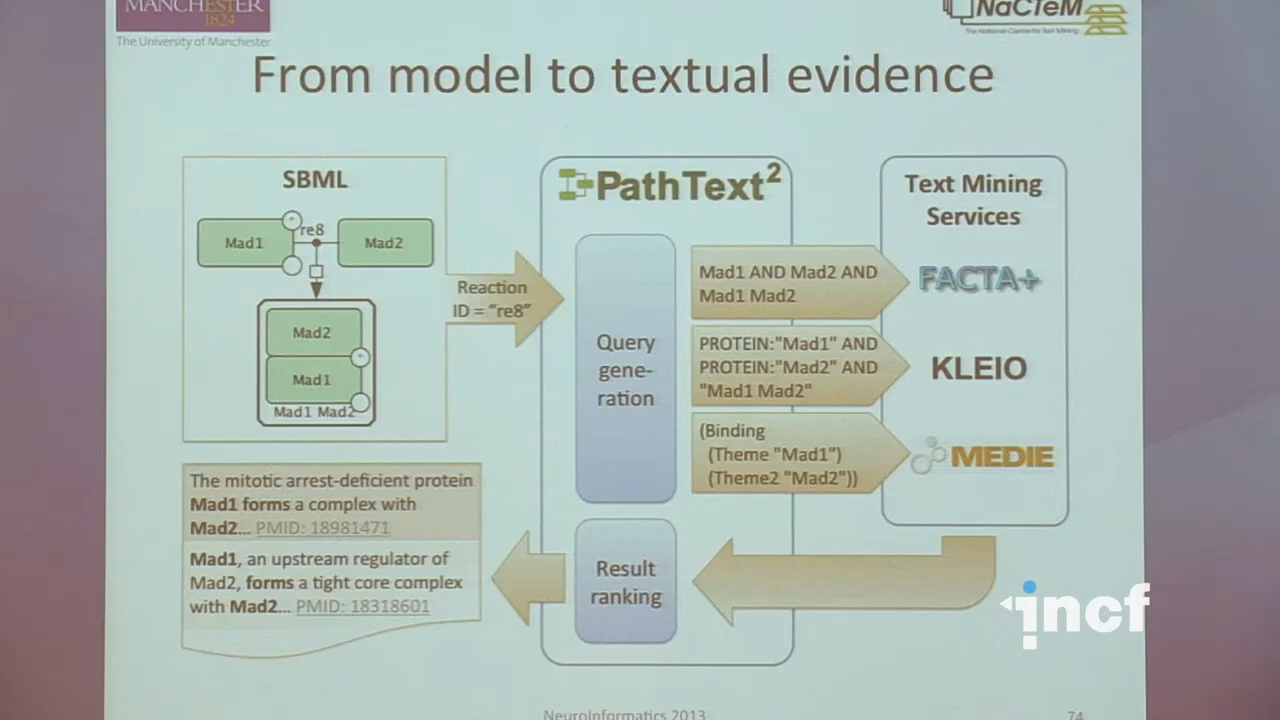 MANCHESTER
1824
The University of Manchester
NaCTeM
The National Centre for Text Mining
From model to textual evidence
SBML
Mad1
re8
Mad2
Mad2
Mad1
Mad1 Mad2
Reaction
ID = "re8"
PathText2
Query
gene-
ration
Mad1 AND Mad2 AND
Mad1 Mad2
PROTEIN:"Mad1" AND
PROTEIN:"Mad2" AND
"Mad1 Mad2"
(Binding
(Theme "Mad1")
(Theme2 "Mad2"))
Text Mining
Services
FACTA+
KLEIO
MEDIE
Result
ranking
The mitotic arrest-deficient protein
Mad1 forms a complex with
Mad2... PMID: 18981471
Mad1, an upstream regulator of
Mad2, forms a tight core complex
with Mad2... PMID: 18318601
incf
NeuroInformatics 2013
74